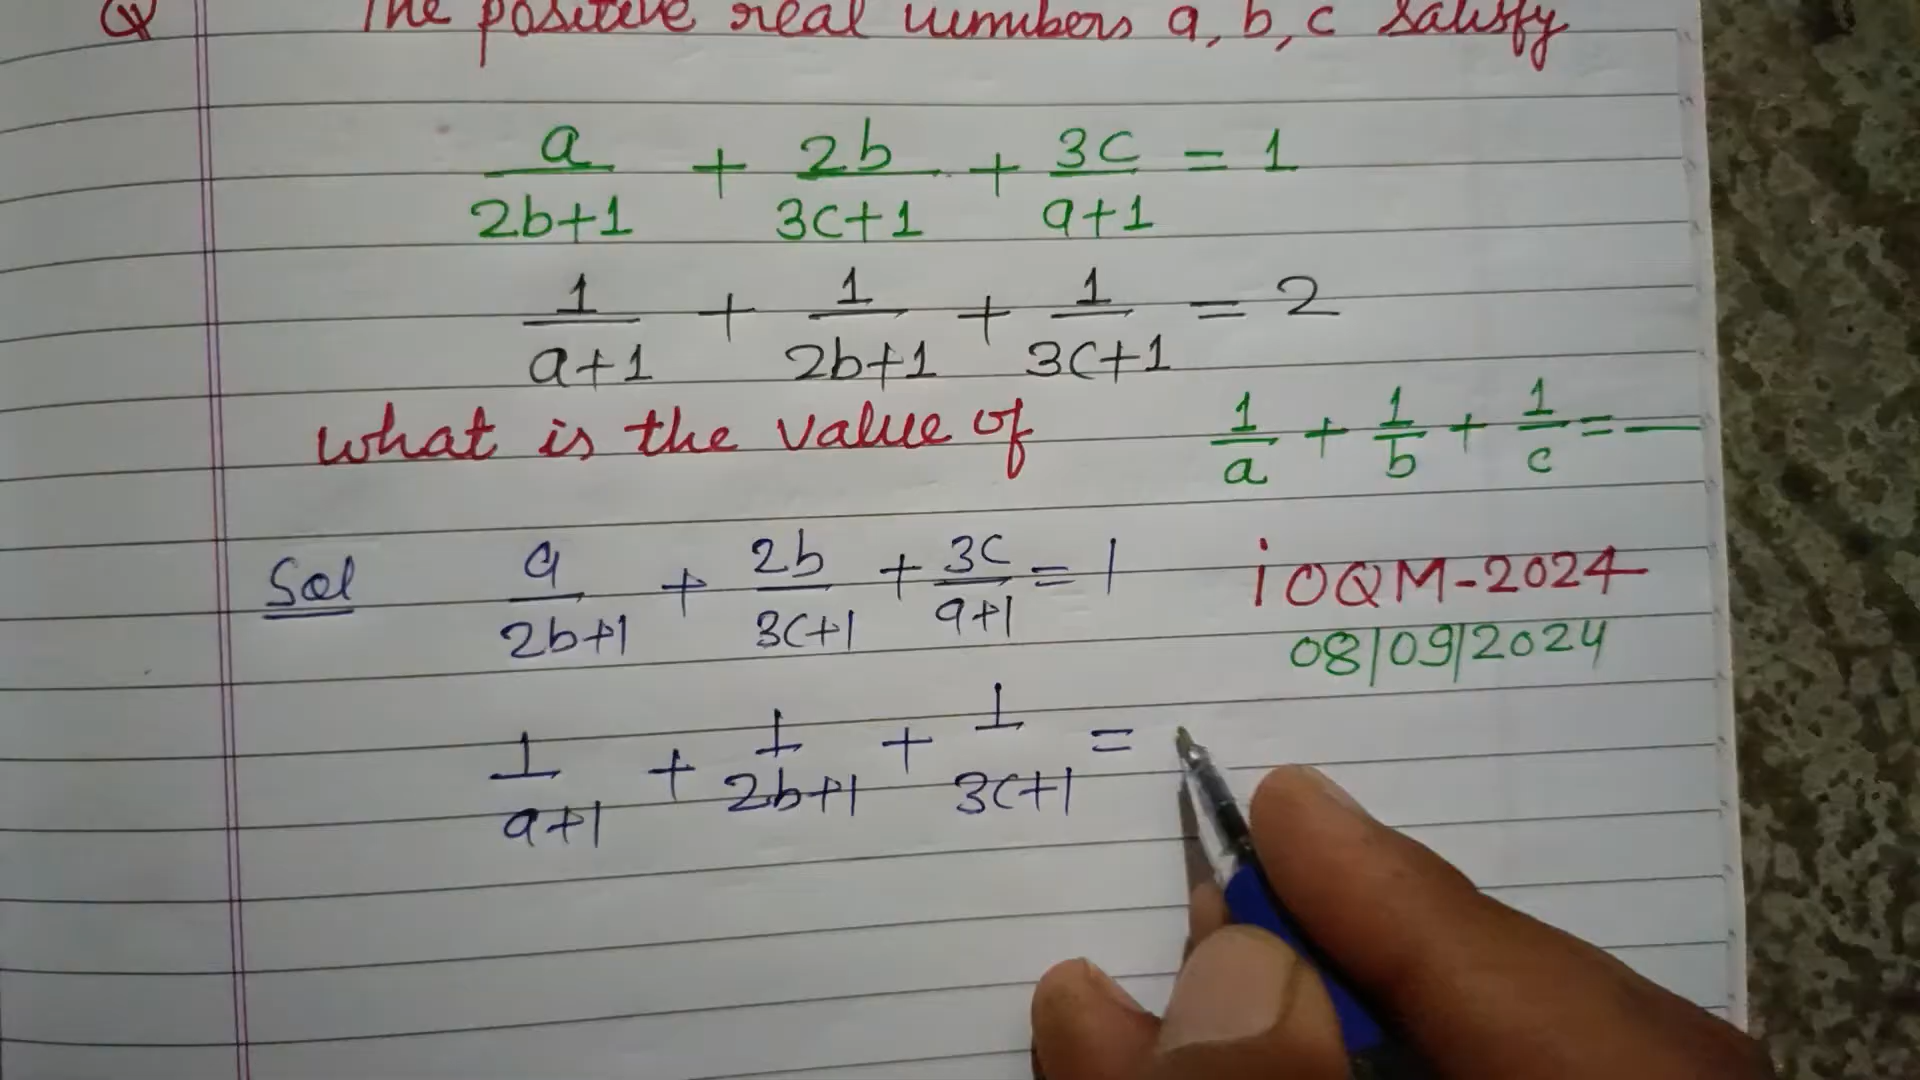 Q The positive real numbers a, b, c satisfy
a/(2b+1) + 2b/(3c+1) + 3c/(a+1) = 1
1/(a+1) + 1/(2b+1) + 1/(3c+1) = 2
what is the value of 1/a + 1/b + 1/c = __
Sol a/(2b+1) + 2b/(3c+1) + 3c/(a+1) = 1
iOQM-2024
08/09/2024
1/(a+1) + 1/(2b+1) + 1/(3c+1) =